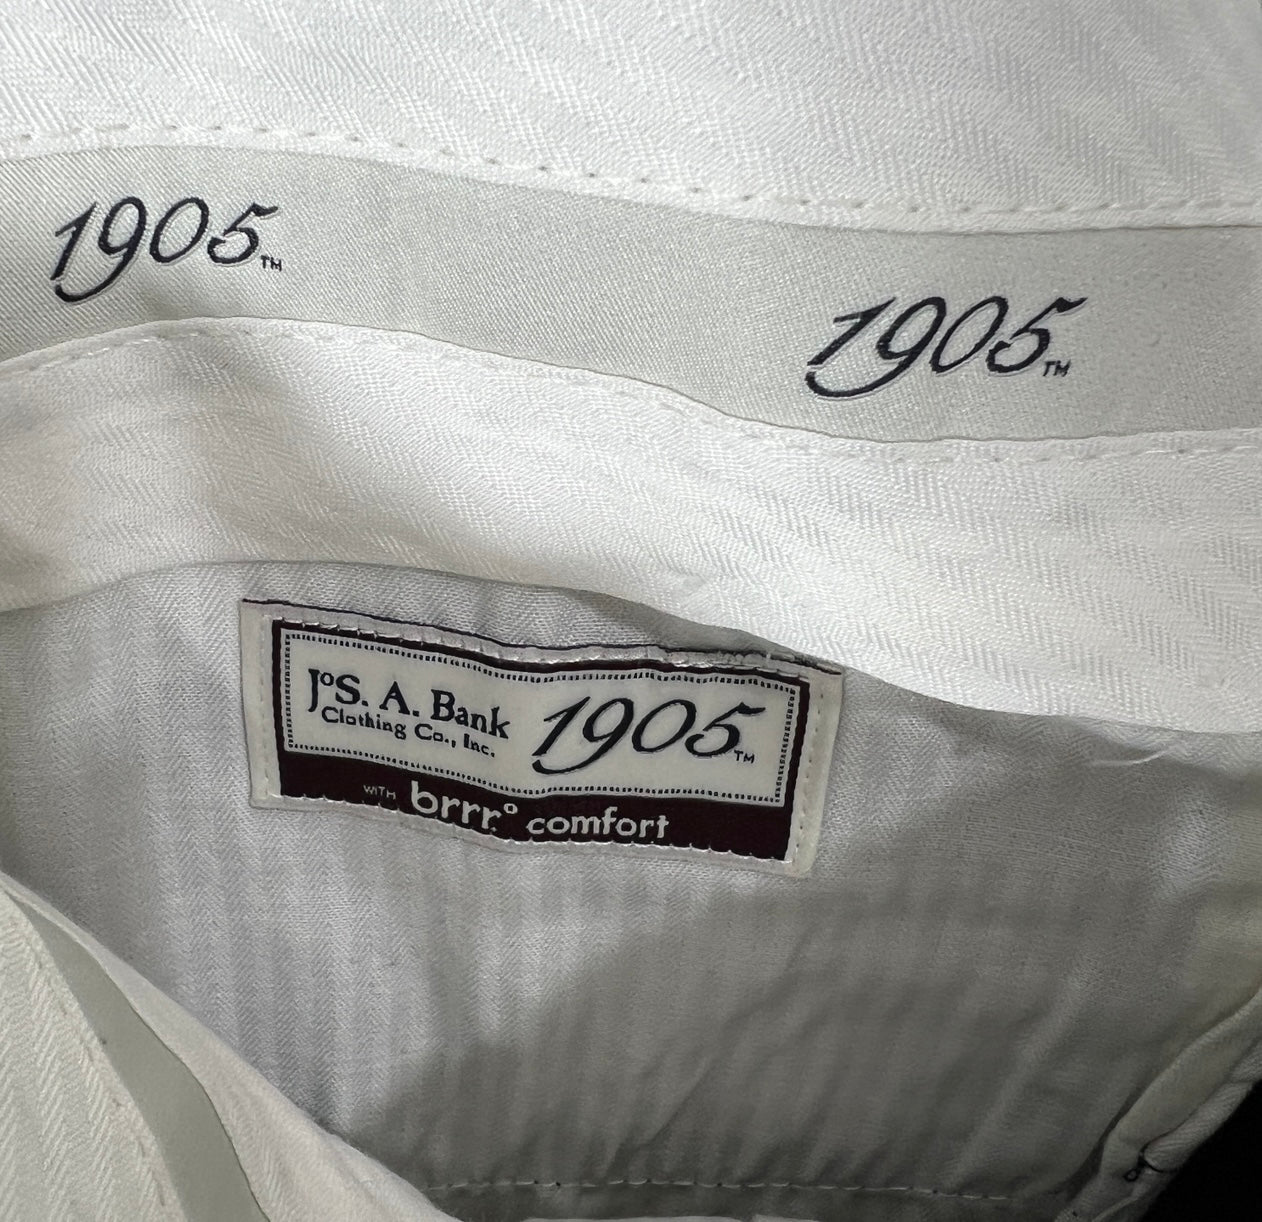 1905™
1905™
JoS. A. Bank
Clothing Co., Inc.
1905™
WITH brrr.° comfort